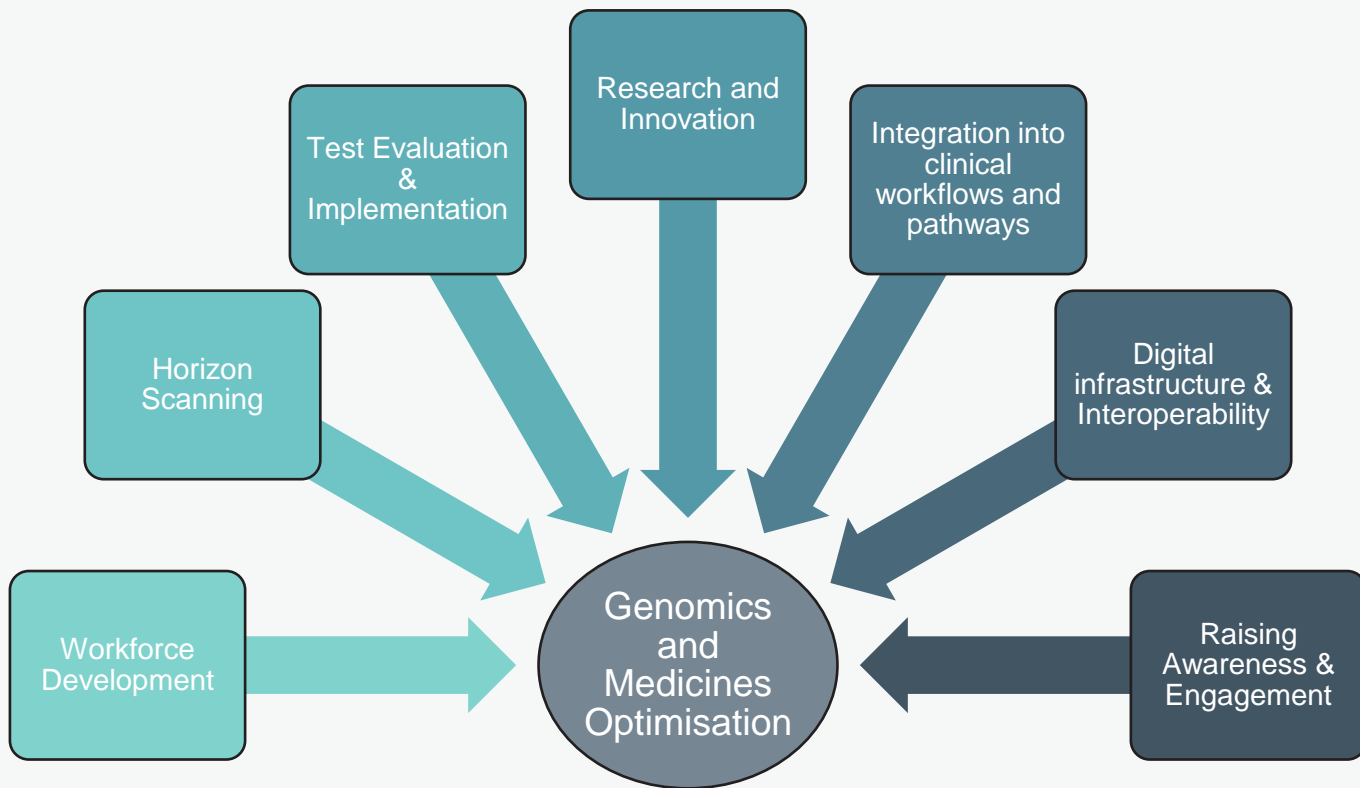 Research and
Innovation
Test Evaluation
&
Implementation
Integration into
clinical
workflows and
pathways
Horizon
Scanning
Digital
infrastructure &
Interoperability
Workforce
Development
Genomics
and
Medicines
Optimisation
Raising
Awareness &
Engagement